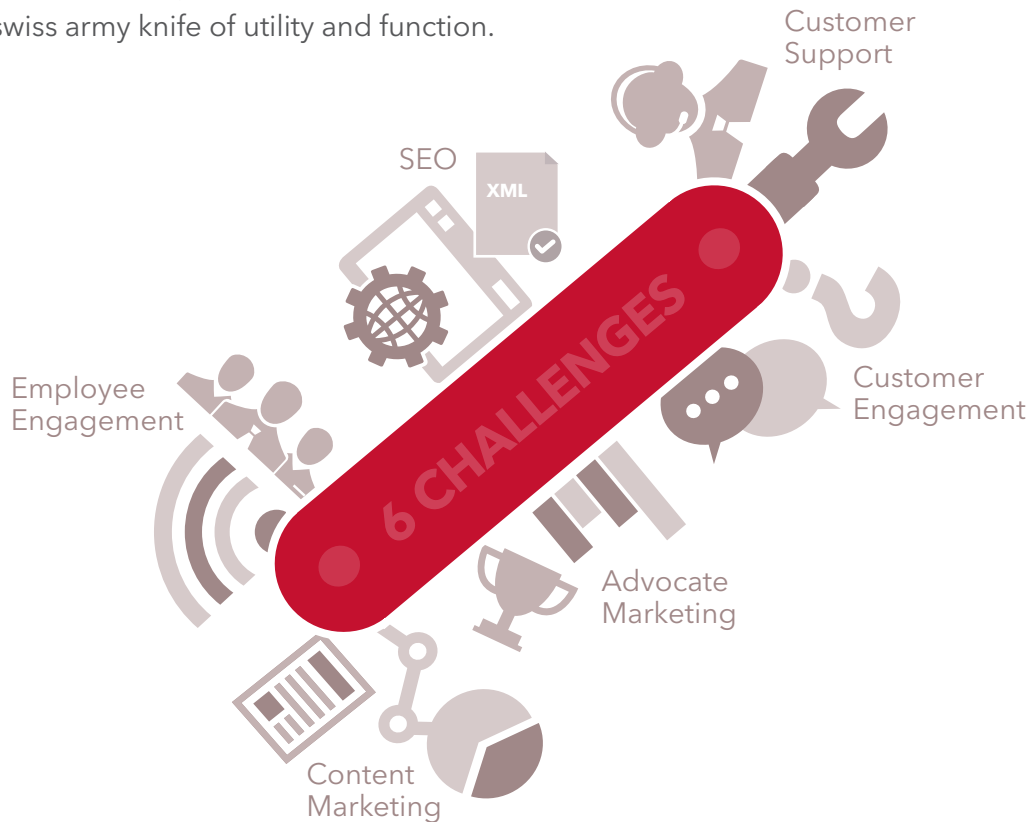 swiss army knife of utility and function.
Customer
Support
SEO
XML
6 CHALLENGES
Employee
Engagement
Customer
Engagement
Advocate
Marketing
Content
Marketing